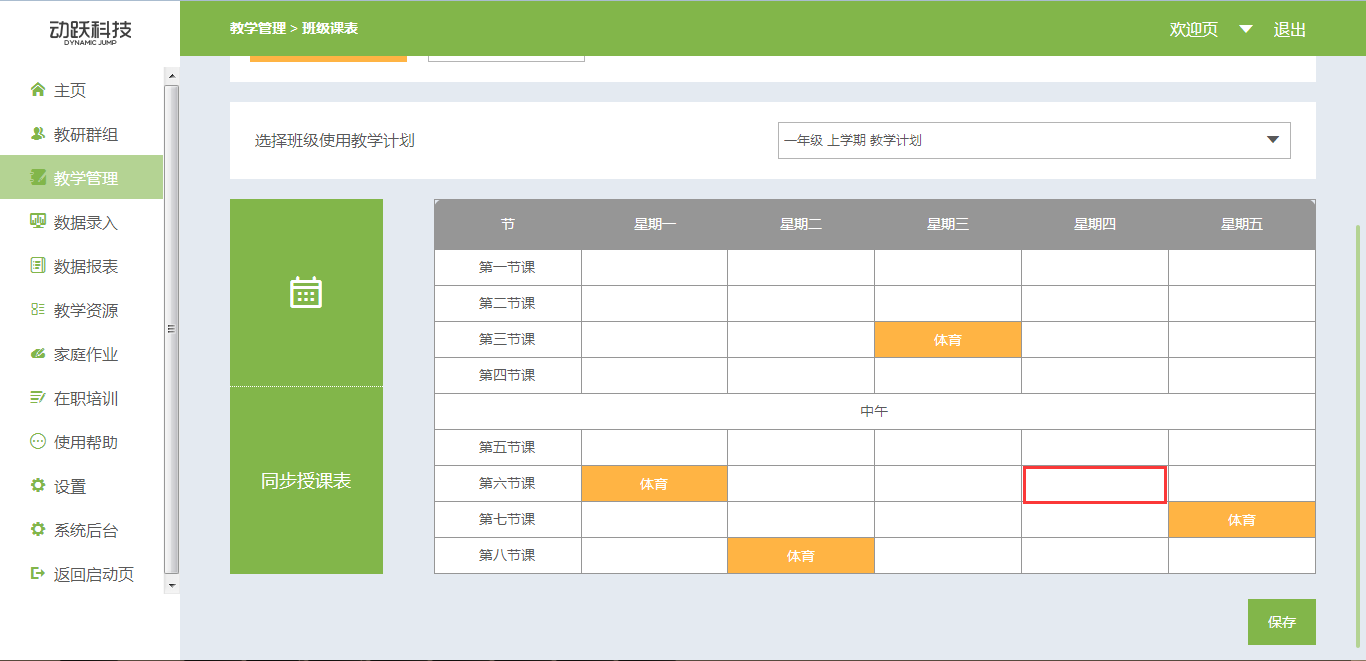 动跃科技
DYNAMIC JUMP
教学管理 > 班级课表
欢迎页 退出
主页
教研群组
教学管理
数据录入
数据报表
教学资源
家庭作业
在职培训
使用帮助
设置
系统后台
返回启动页
选择班级使用教学计划
一年级 上学期 教学计划
同步授课表
节 星期一 星期二 星期三 星期四 星期五
第一节课
第二节课
第三节课 体育
第四节课
中午
第五节课
第六节课 体育
第七节课 体育
第八节课 体育
保存